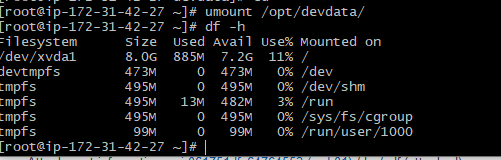 [root@ip-172-31-42-27 ~]# umount /opt/devdata/
[root@ip-172-31-42-27 ~]# df -h
Filesystem Size Used Avail Use% Mounted on
/dev/xvda1 8.0G 885M 7.2G 11% /
devtmpfs 473M 0 473M 0% /dev
tmpfs 495M 0 495M 0% /dev/shm
tmpfs 495M 13M 482M 3% /run
tmpfs 495M 0 495M 0% /sys/fs/cgroup
tmpfs 99M 0 99M 0% /run/user/1000
[root@ip-172-31-42-27 ~]#